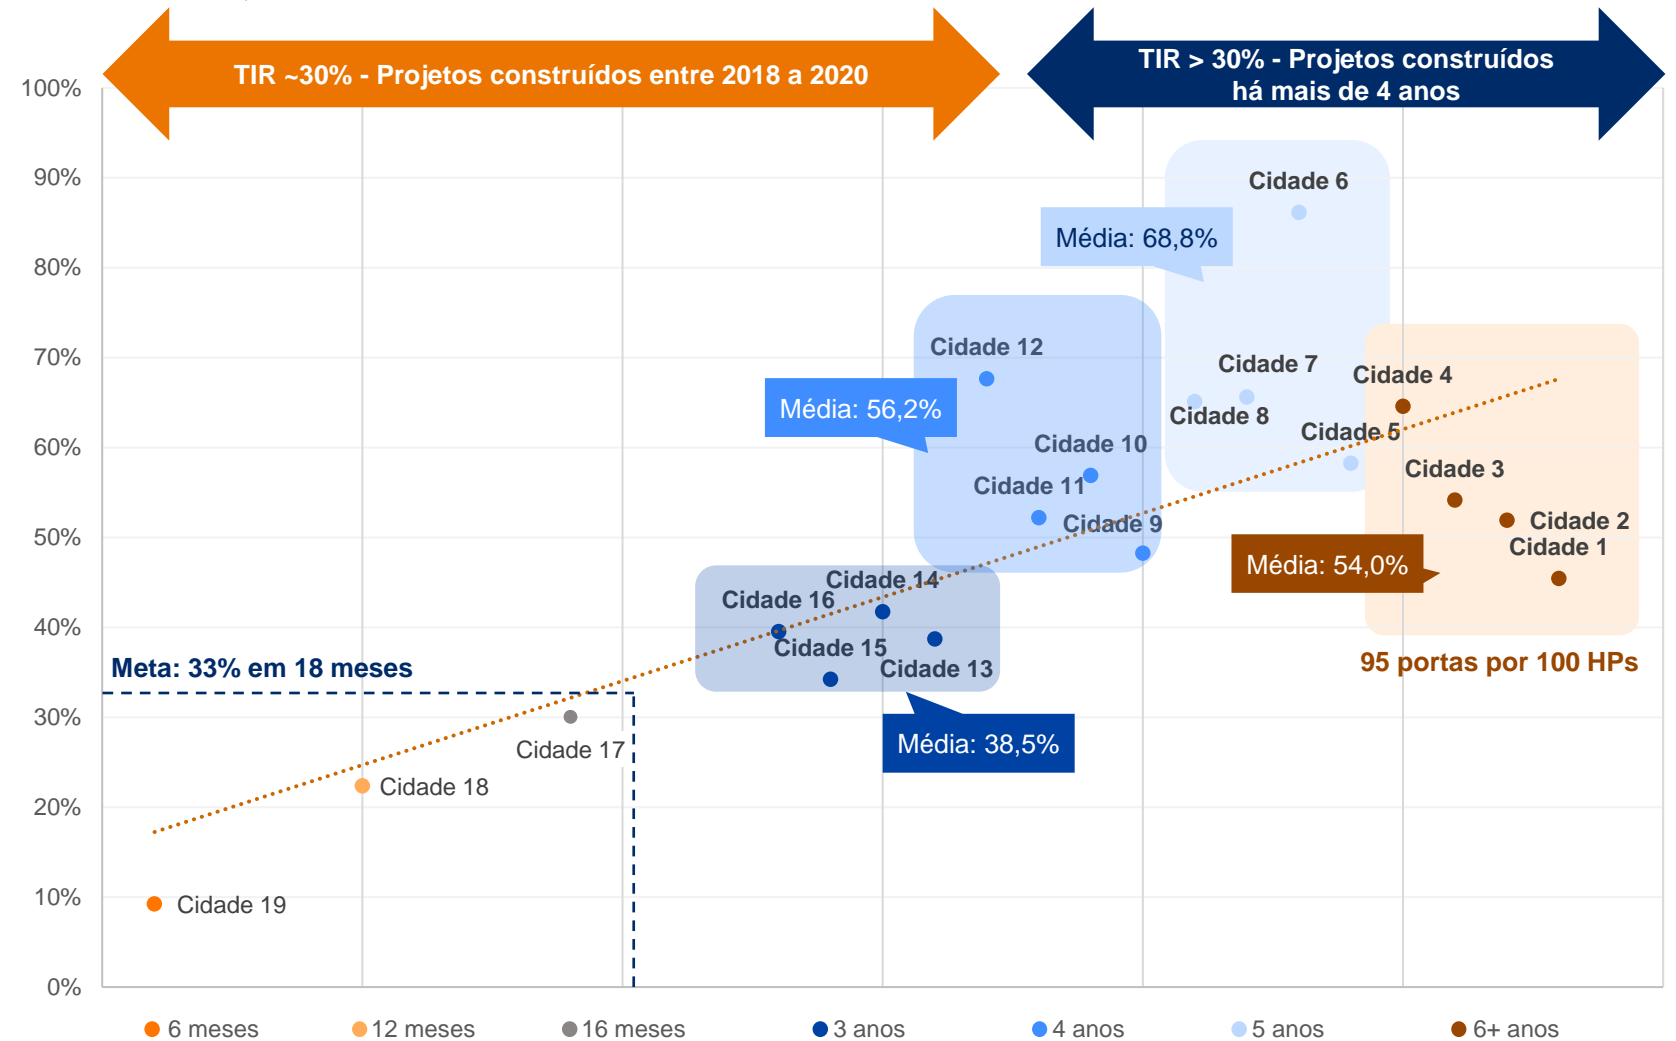 TIR ~30% - Projetos construídos entre 2018 a 2020
TIR > 30% - Projetos construídos
há mais de 4 anos
100%
90%
80%
70%
60%
50%
40%
30%
20%
10%
0%
Cidade 6
Média: 68,8%
Cidade 12
Cidade 7
Cidade 4
Média: 56,2%
Cidade 8
Cidade 5
Cidade 10
Cidade 3
Cidade 11
Cidade 9
Cidade 2
Cidade 1
Média: 54,0%
Cidade 14
Cidade 16
Cidade 15
Cidade 13
Meta: 33% em 18 meses
95 portas por 100 HPs
Média: 38,5%
Cidade 17
Cidade 18
Cidade 19
6 meses
12 meses
16 meses
3 anos
4 anos
5 anos
6+ anos